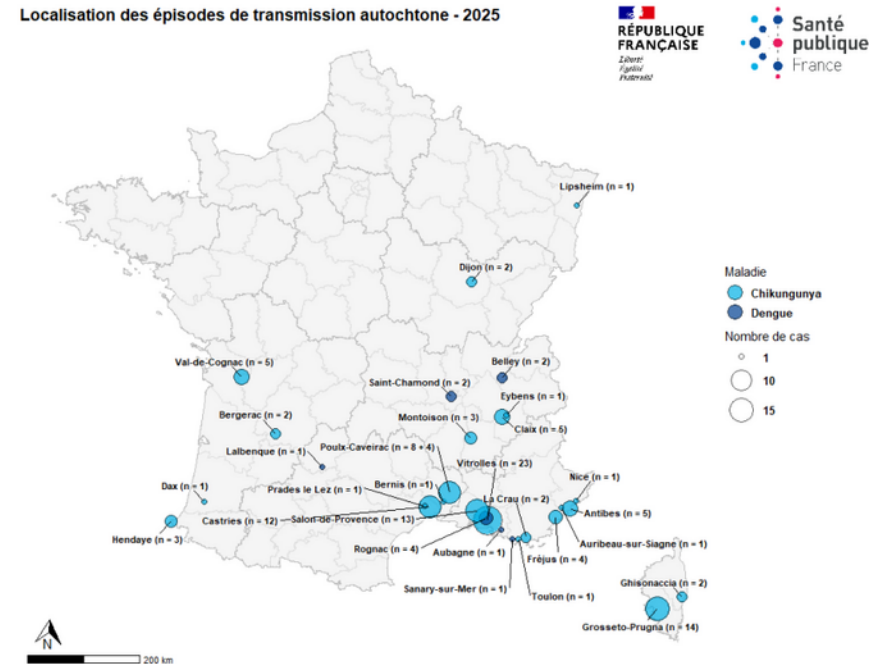 Localisation des épisodes de transmission autochtone - 2025
RÉPUBLIQUE
FRANÇAISE
Liberté
Égalité
Fraternité
Santé
publique
France
Lipsheim (n = 1)
Dijon (n = 2)
Maladie
Chikungunya
Dengue
Nombre de cas
1
10
15
Val-de-Cognac (n = 5)
Belley (n = 2)
Saint-Chamond (n = 2)
Eybens (n = 1)
Bergerac (n = 2)
Montoison (n = 3)
Claix (n = 5)
Lalbenque (n = 1)
Poulx-Caveirac (n = 8 + 4)
Vitrolles (n = 23)
Dax (n = 1)
Prades le Lez (n = 1)
Bernis (n =1)
La Crau (n = 2)
Nice (n = 1)
Castries (n = 12)
Salon-de-Provence (n = 13)
Antibes (n = 5)
Hendaye (n = 3)
Rognac (n = 4)
Aubagne (n = 1)
Fréjus (n = 4)
Auribeau-sur-Siagne (n = 1)
Sanary-sur-Mer (n = 1)
Toulon (n = 1)
Ghisonaccia (n = 2)
Grosseto-Prugna (n = 14)
N
200 km